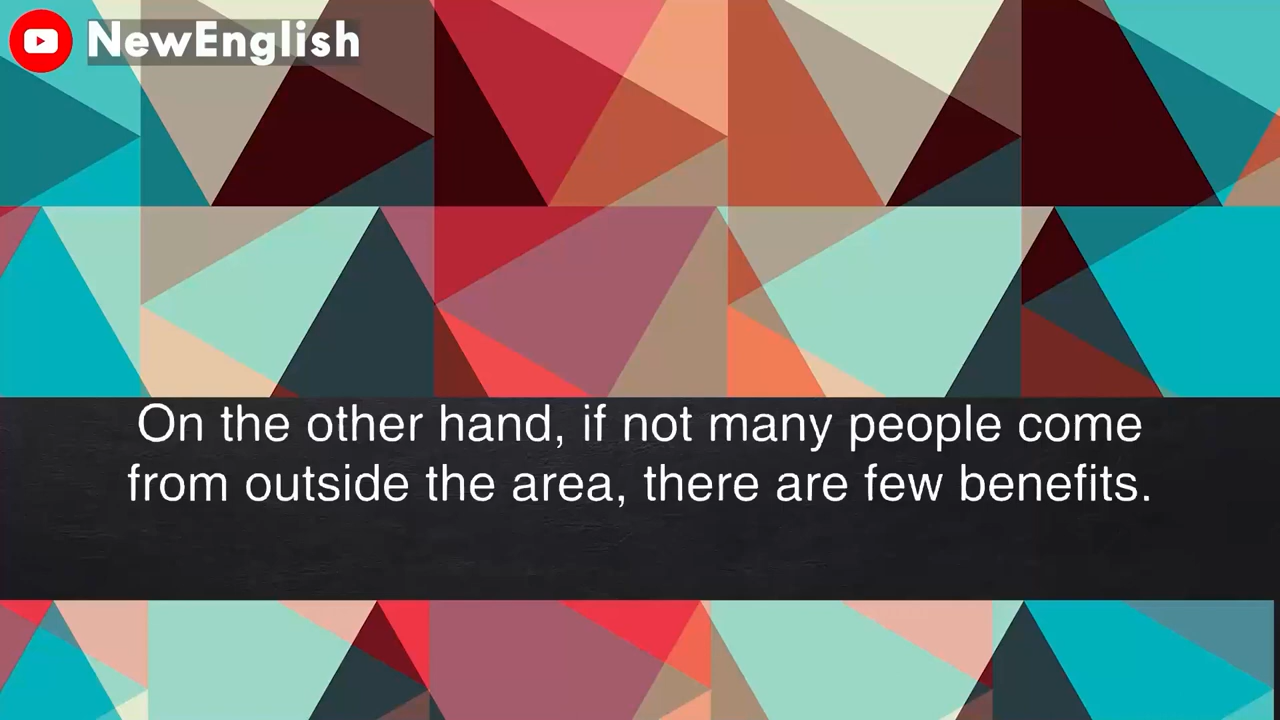 NewEnglish
On the other hand, if not many people come
from outside the area, there are few benefits.